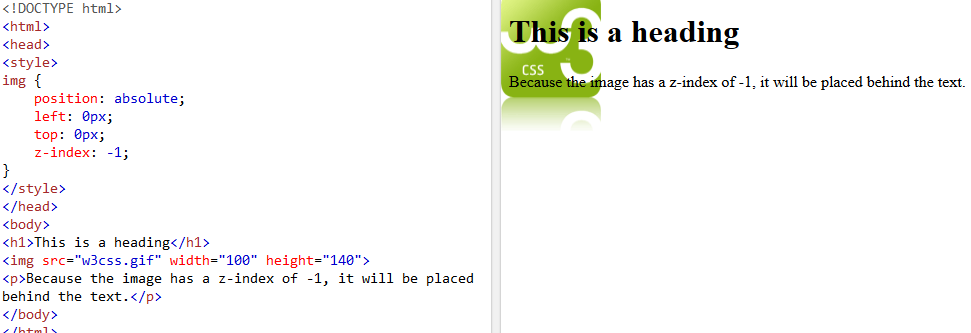 <!DOCTYPE html>
<html>
<head>
<style>
img {
    position: absolute;
    left: 0px;
    top: 0px;
    z-index: -1;
}
</style>
</head>
<body>
<h1>This is a heading</h1>
<img src="w3css.gif" width="100" height="140">
<p>Because the image has a z-index of -1, it will be placed
behind the text.</p>
</body>
</html>
This is a heading
CSS
Because the image has a z-index of -1, it will be placed behind the text.